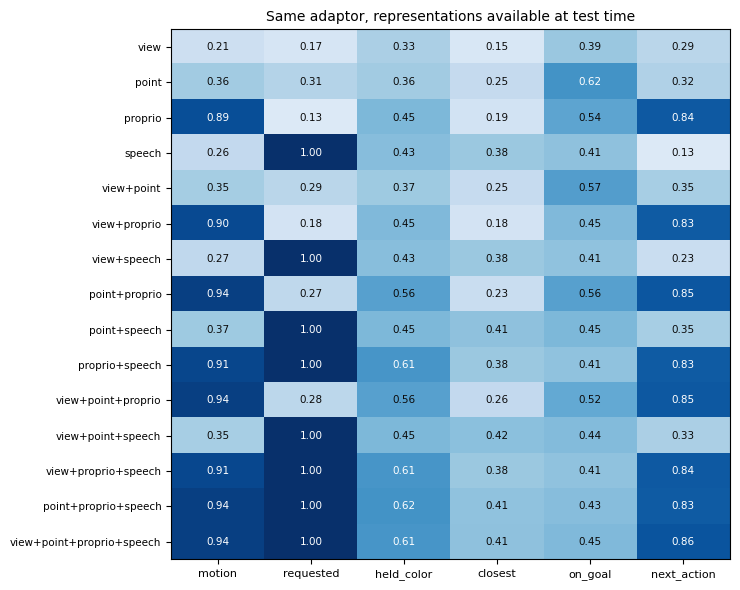 Same adaptor, representations available at test time
view 0.21 0.17 0.33 0.15 0.39 0.29
point 0.36 0.31 0.36 0.25 0.62 0.32
proprio 0.89 0.13 0.45 0.19 0.54 0.84
speech 0.26 1.00 0.43 0.38 0.41 0.13
view+point 0.35 0.29 0.37 0.25 0.57 0.35
view+proprio 0.90 0.18 0.45 0.18 0.45 0.83
view+speech 0.27 1.00 0.43 0.38 0.41 0.23
point+proprio 0.94 0.27 0.56 0.23 0.56 0.85
point+speech 0.37 1.00 0.45 0.41 0.45 0.35
proprio+speech 0.91 1.00 0.61 0.38 0.41 0.83
view+point+proprio 0.94 0.28 0.56 0.26 0.52 0.85
view+point+speech 0.35 1.00 0.45 0.42 0.44 0.33
view+proprio+speech 0.91 1.00 0.61 0.38 0.41 0.84
point+proprio+speech 0.94 1.00 0.62 0.41 0.43 0.83
view+point+proprio+speech 0.94 1.00 0.61 0.41 0.45 0.86
motion requested held_color closest on_goal next_action